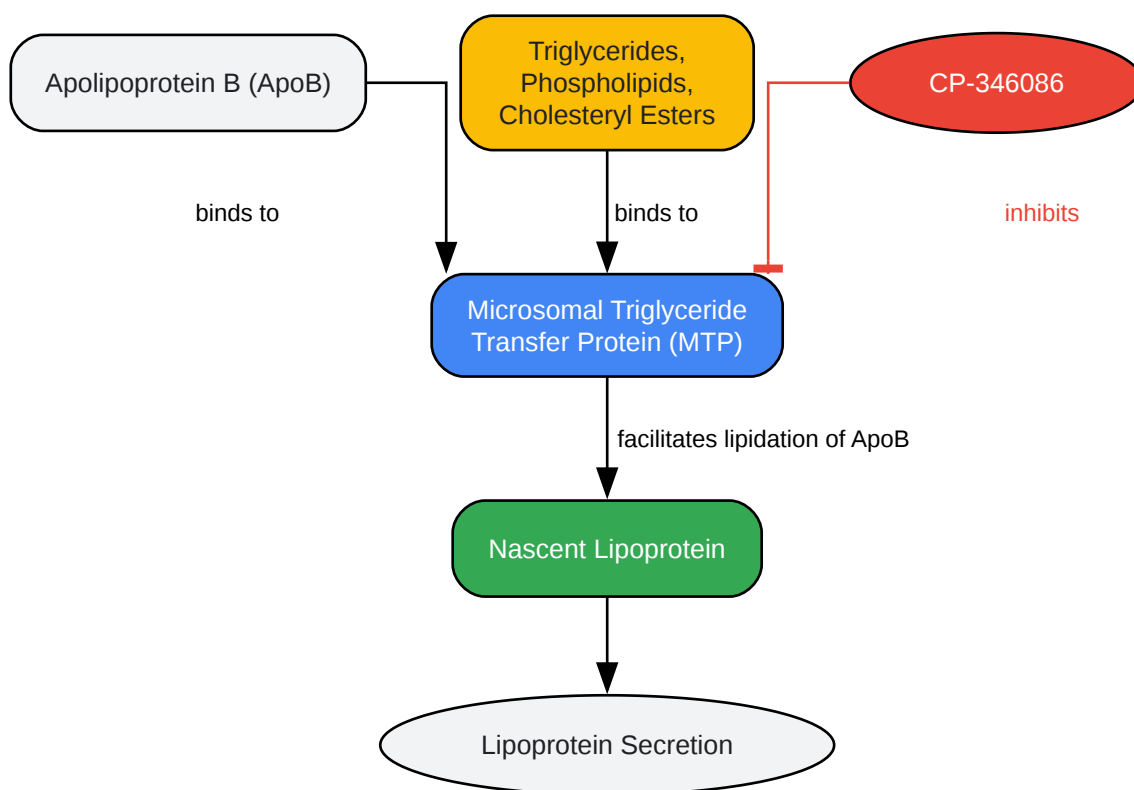 Apolipoprotein B (ApoB)
Triglycerides,
Phospholipids,
Cholesteryl Esters
CP-346086
binds to
binds to
inhibits
Microsomal Triglyceride
Transfer Protein (MTP)
facilitates lipidation of ApoB
Nascent Lipoprotein
Lipoprotein Secretion